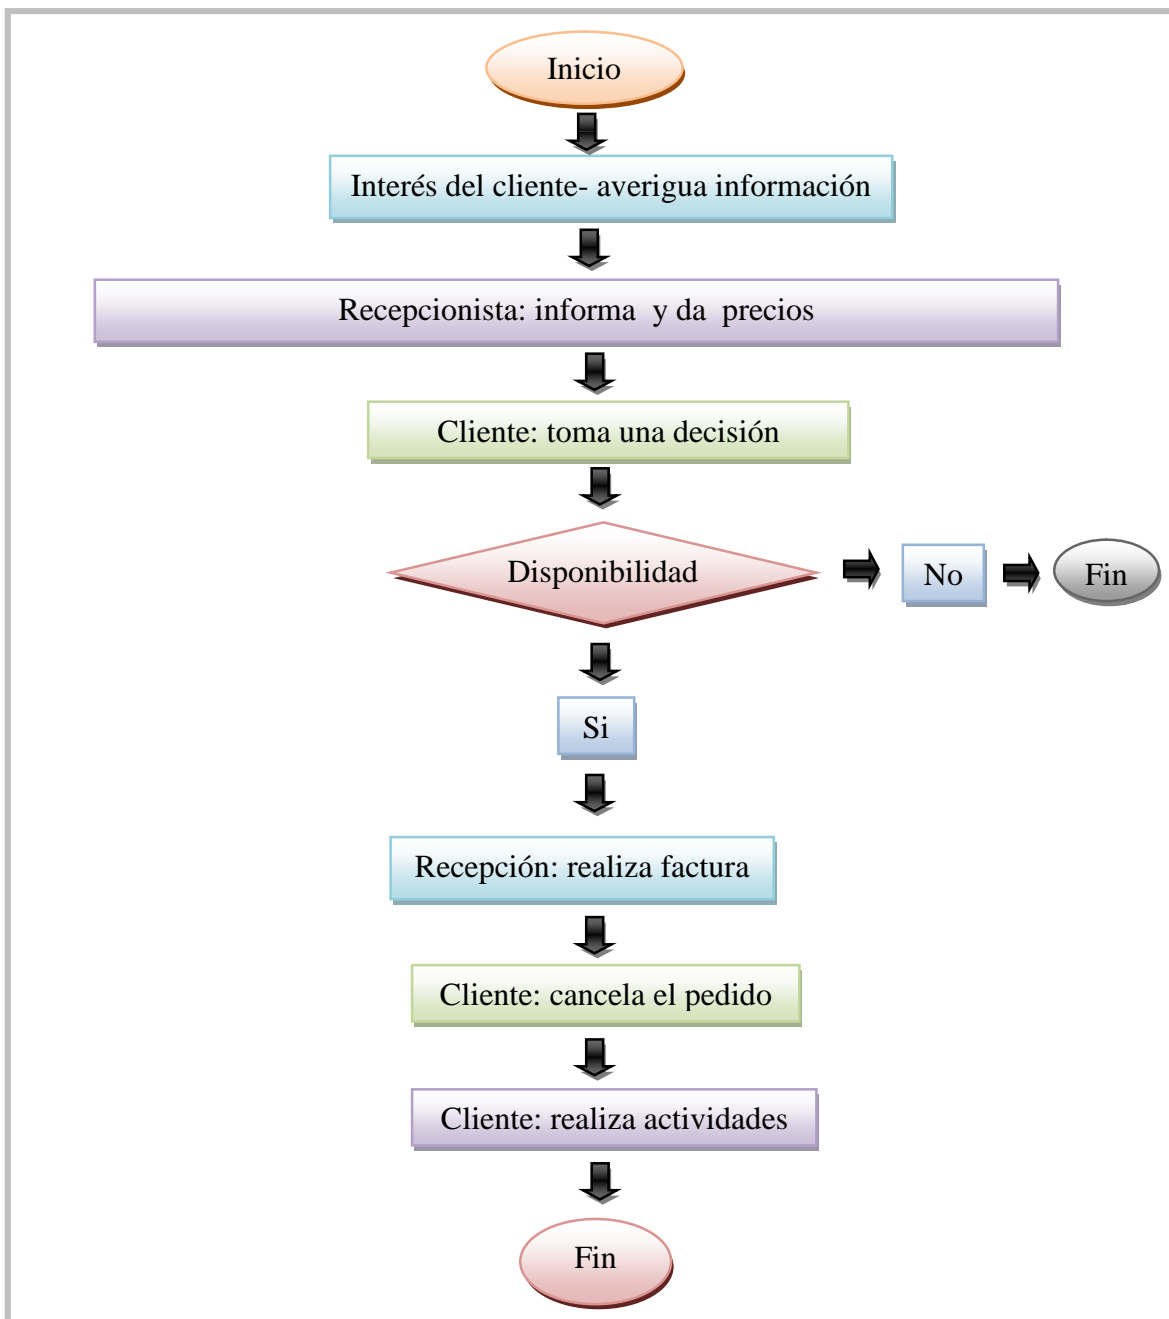 Inicio
Interés del cliente- averigua información
Recepcionista: informa y da precios
Cliente: toma una decisión
Disponibilidad
No
Fin
Si
Recepción: realiza factura
Cliente: cancela el pedido
Cliente: realiza actividades
Fin